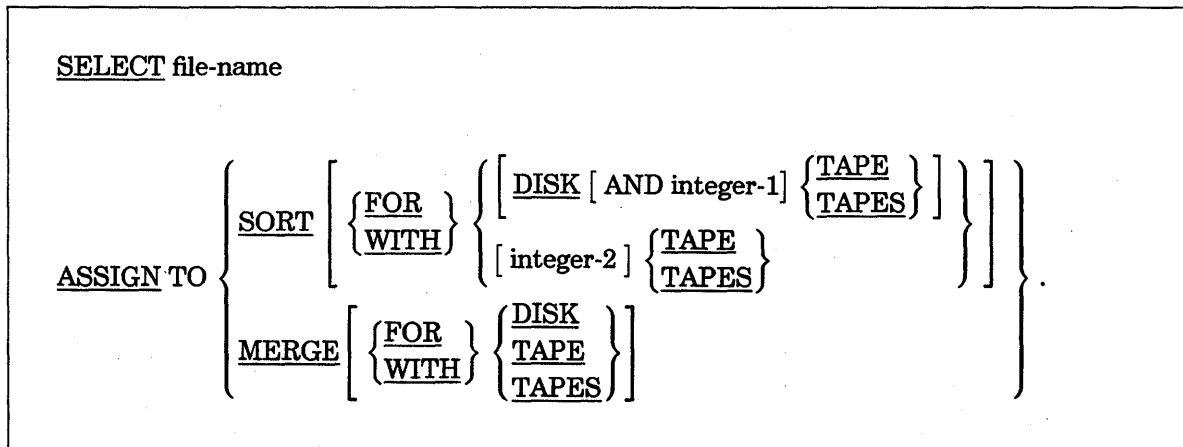 SELECT file-name
[ DISK [ AND integer-1] {TAPE
TAPES} ]
SORT [ {FOR
WITH}
[ integer-2 ] {TAPE
TAPES} ]
ASSIGN TO
.
MERGE [ {FOR
WITH} {DISK
TAPE
TAPES} ]